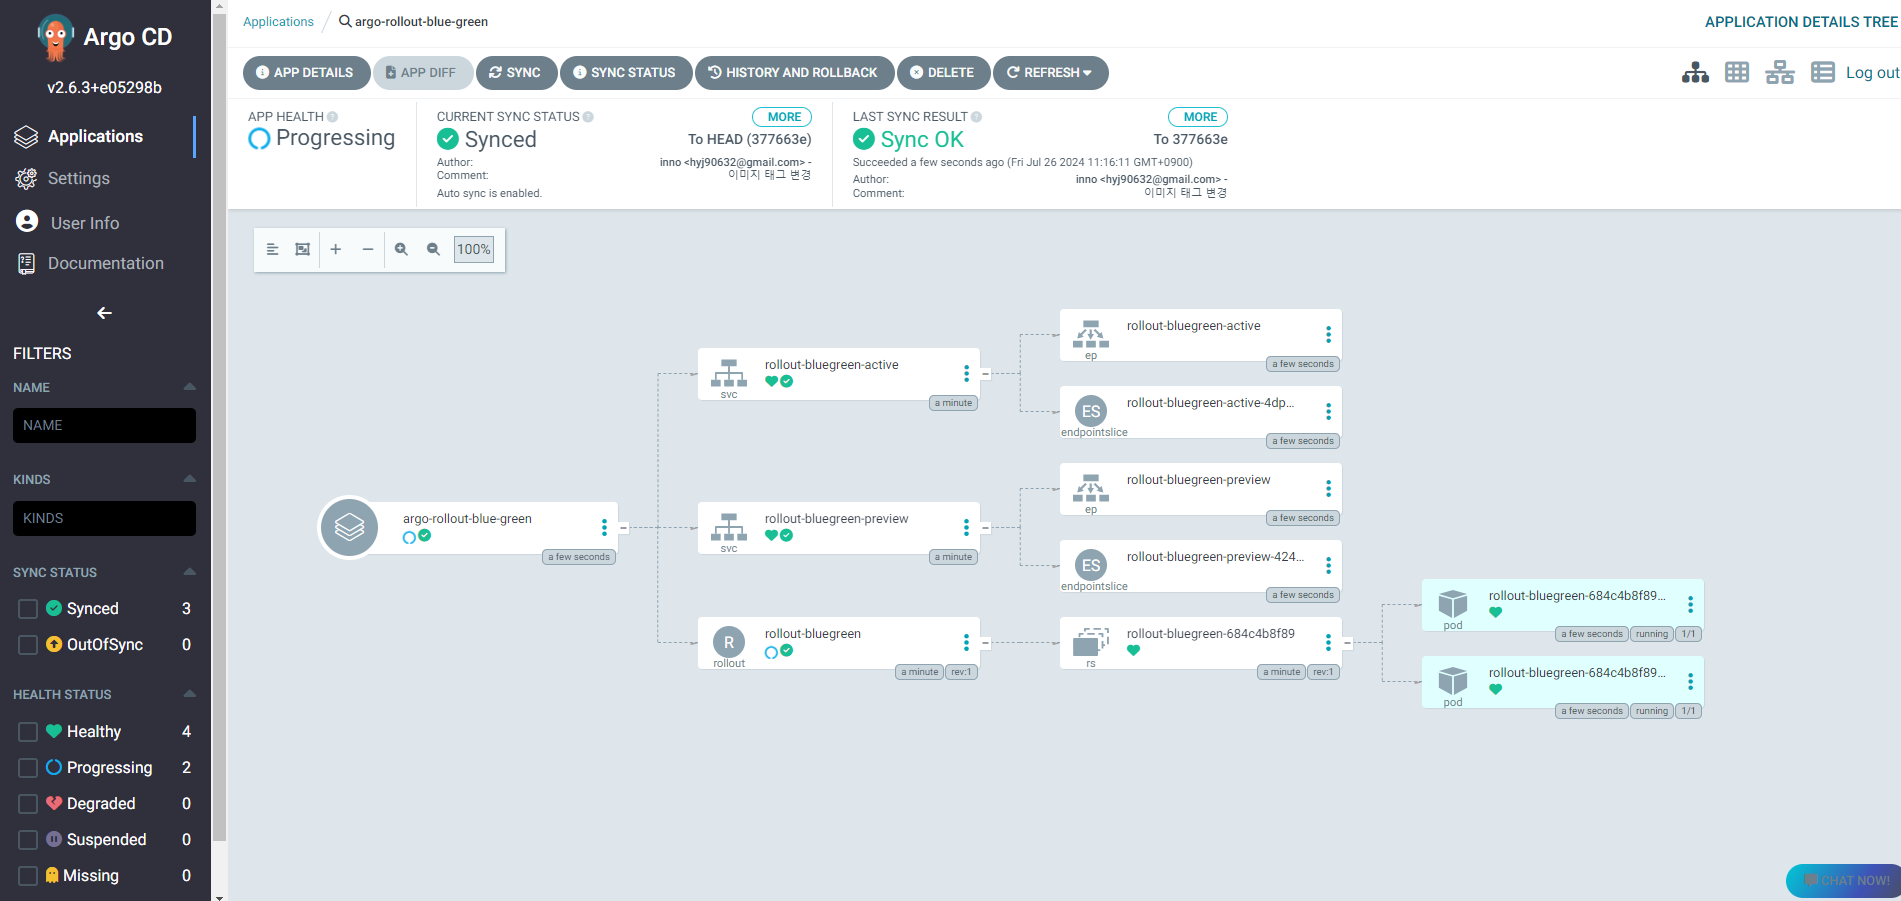 Argo CD
v2.6.3+e05298b
Applications
Settings
User Info
Documentation
FILTERS
NAME
NAME
KINDS
KINDS
SYNC STATUS
Synced 3
OutOfSync 0
HEALTH STATUS
Healthy 4
Progressing 2
Degraded 0
Suspended 0
Missing 0
Applications / argo-rollout-blue-green
APPLICATION DETAILS TREE
APP DETAILS APP DIFF SYNC SYNC STATUS HISTORY AND ROLLBACK DELETE REFRESH
Log out
APP HEALTH
Progressing
CURRENT SYNC STATUS MORE
Synced To HEAD (377663e)
Author: inno <hyj90632@gmail.com> -
Comment: 이미지 태그 변경
Auto sync is enabled.
LAST SYNC RESULT MORE
Sync OK To 377663e
Succeeded a few seconds ago (Fri Jul 26 2024 11:16:11 GMT+0900)
Author: inno <hyj90632@gmail.com> -
Comment: 이미지 태그 변경
100%
argo-rollout-blue-green
a few seconds
rollout-bluegreen-active
svc
a minute
rollout-bluegreen-preview
svc
a minute
R
rollout-bluegreen
rollout
a minute rev:1
rollout-bluegreen-active
ep
a few seconds
ES
rollout-bluegreen-active-4dp...
endpointslice
a few seconds
rollout-bluegreen-preview
ep
a few seconds
ES
rollout-bluegreen-preview-424...
endpointslice
a few seconds
rollout-bluegreen-684c4b8f89
rs
a minute rev:1
rollout-bluegreen-684c4b8f89...
pod
a few seconds running 1/1
rollout-bluegreen-684c4b8f89...
pod
a few seconds running 1/1
CHAT NOW!